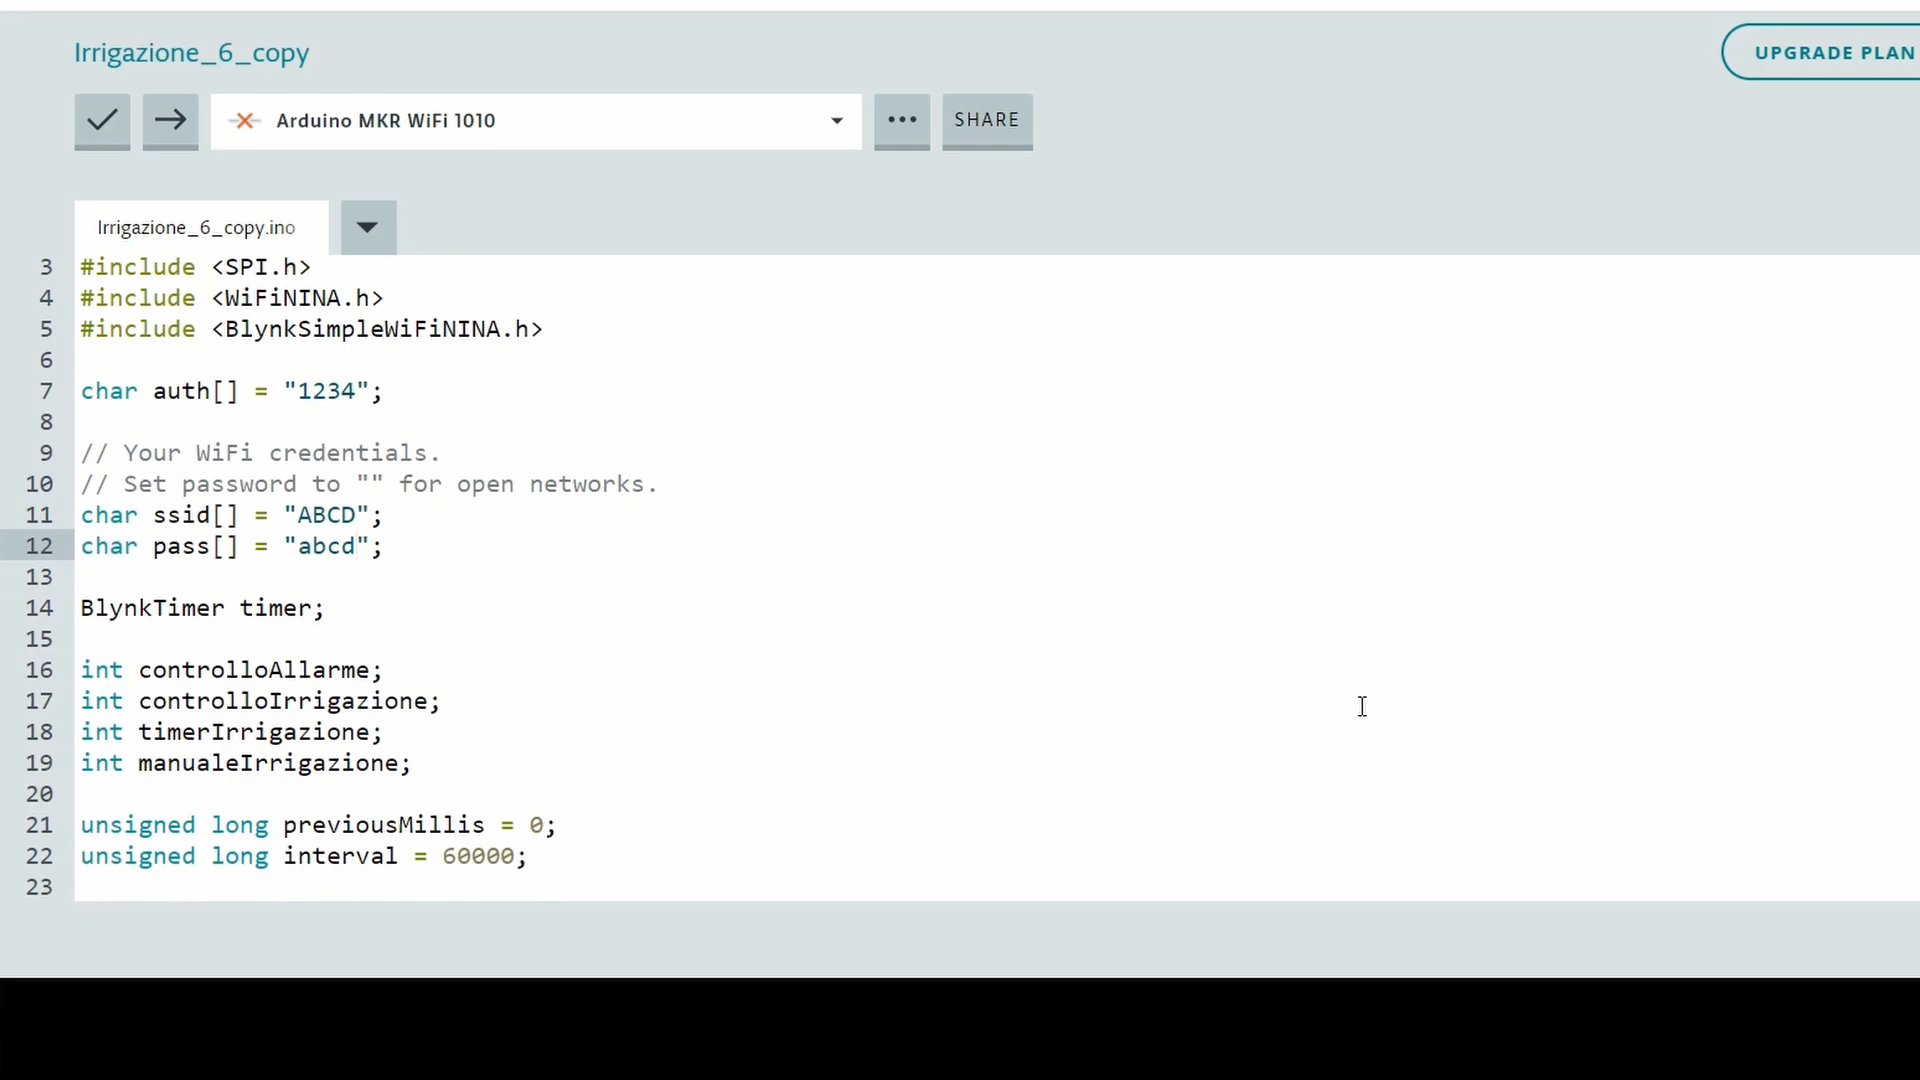 Irrigazione_6_copy
UPGRADE PLAN
Arduino MKR WiFi 1010
SHARE
Irrigazione_6_copy.ino
3 #include <SPI.h>
4 #include <WiFiNINA.h>
5 #include <BlynkSimpleWiFiNINA.h>
6
7 char auth[] = "1234";
8
9 // Your WiFi credentials.
10 // Set password to "" for open networks.
11 char ssid[] = "ABCD";
12 char pass[] = "abcd";
13
14 BlynkTimer timer;
15
16 int controlloAllarme;
17 int controlloIrrigazione;
18 int timerIrrigazione;
19 int manualeIrrigazione;
20
21 unsigned long previousMillis = 0;
22 unsigned long interval = 60000;
23